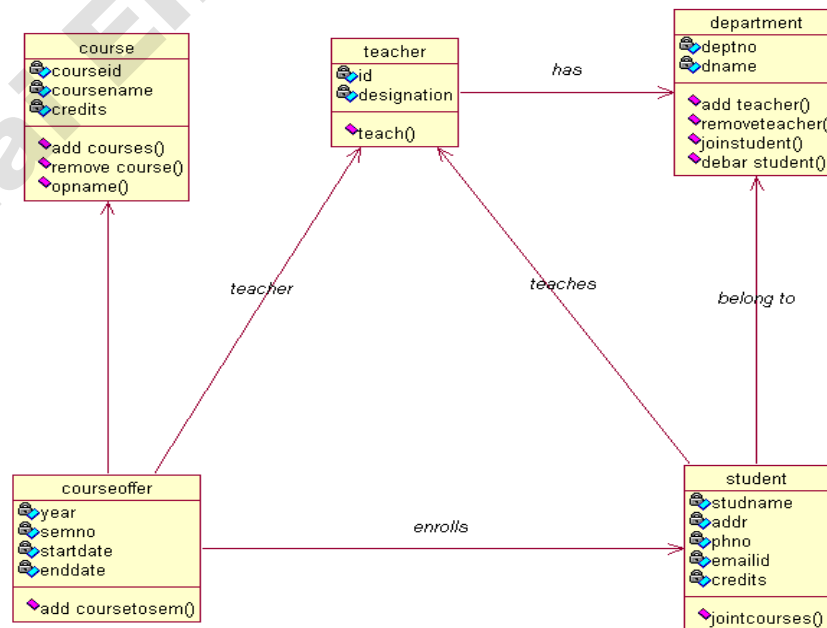 course
courseid
coursename
credits
add courses()
remove course()
opname()
teacher
id
designation
teach()
has
department
deptno
dname
add teacher()
removeteacher()
joinstudent()
debar student()
teacher
teaches
belong to
courseoffer
year
semno
startdate
enddate
add coursetosem()
enrolls
student
studname
addr
phno
emailid
credits
jointcourses()